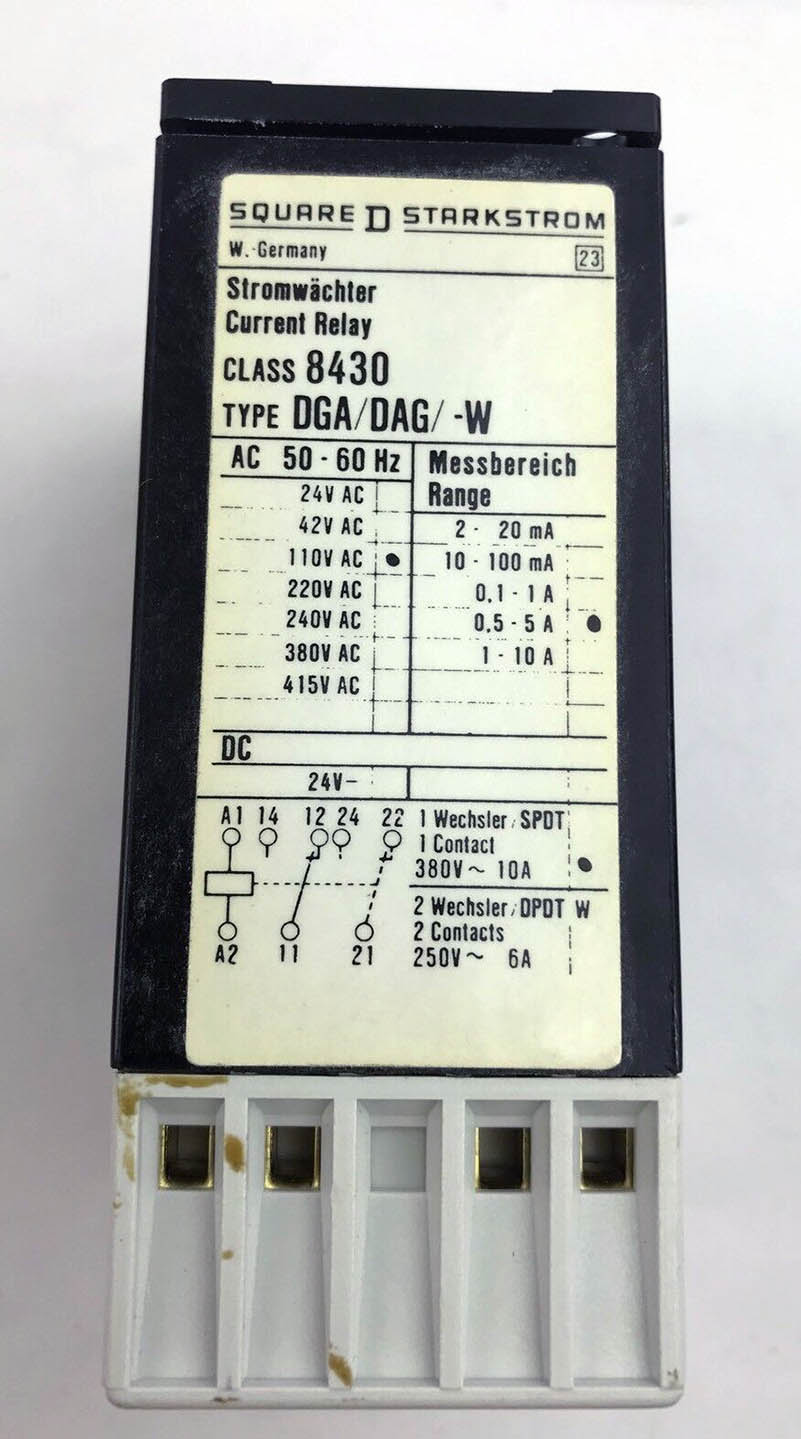 SQUARE D STARKSTROM
W. Germany 23
Stromwächter
Current Relay
CLASS 8430
TYPE DGA/DAG/ -W
AC 50 - 60 Hz
24V AC
42V AC
110V AC
220V AC
240V AC
380V AC
415V AC
Messbereich
Range
2 - 20 mA
10 - 100 mA
0,1 - 1 A
0,5 - 5 A
1 - 10 A
DC
24V-
A1 14 12 24 22
A2 11 21
1 Wechsler/SPDT
1 Contact
380V~ 10A
2 Wechsler/DPDT W
2 Contacts
250V~ 6A